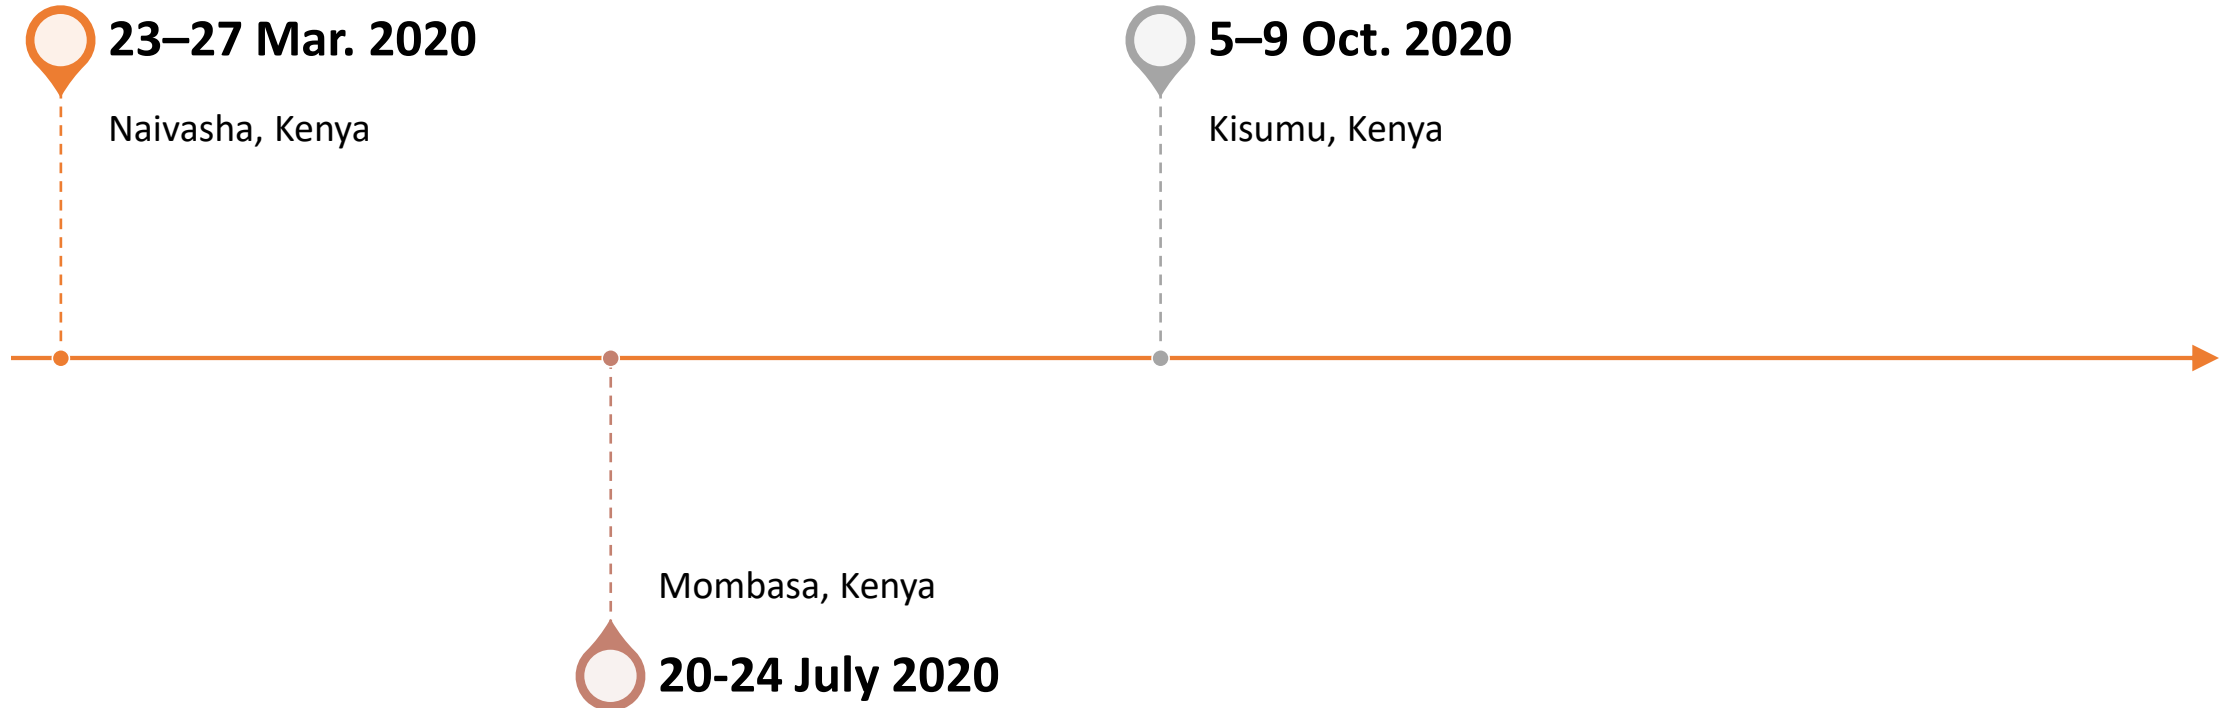 23–27 Mar. 2020
Naivasha, Kenya
5–9 Oct. 2020
Kisumu, Kenya
Mombasa, Kenya
20-24 July 2020